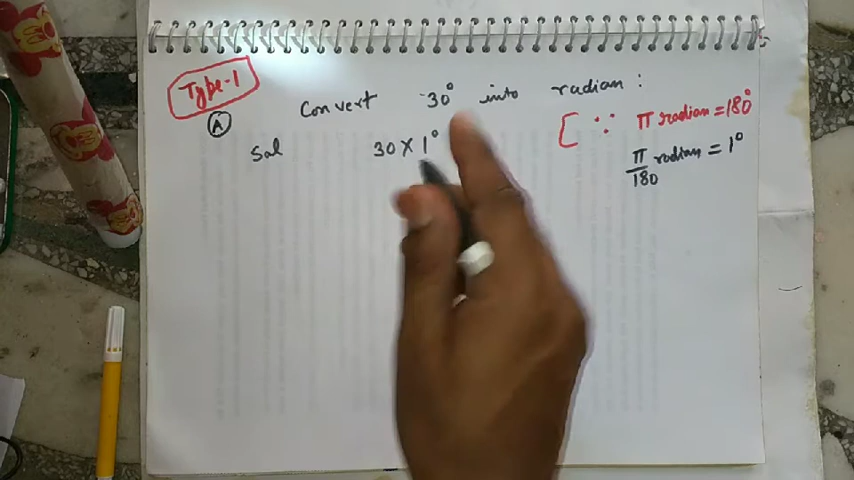 Type-1
Convert 30° into radian :
Ⓐ
Sol 30 × 1°
[ ∵ π radian = 180°
π/180 radian = 1°